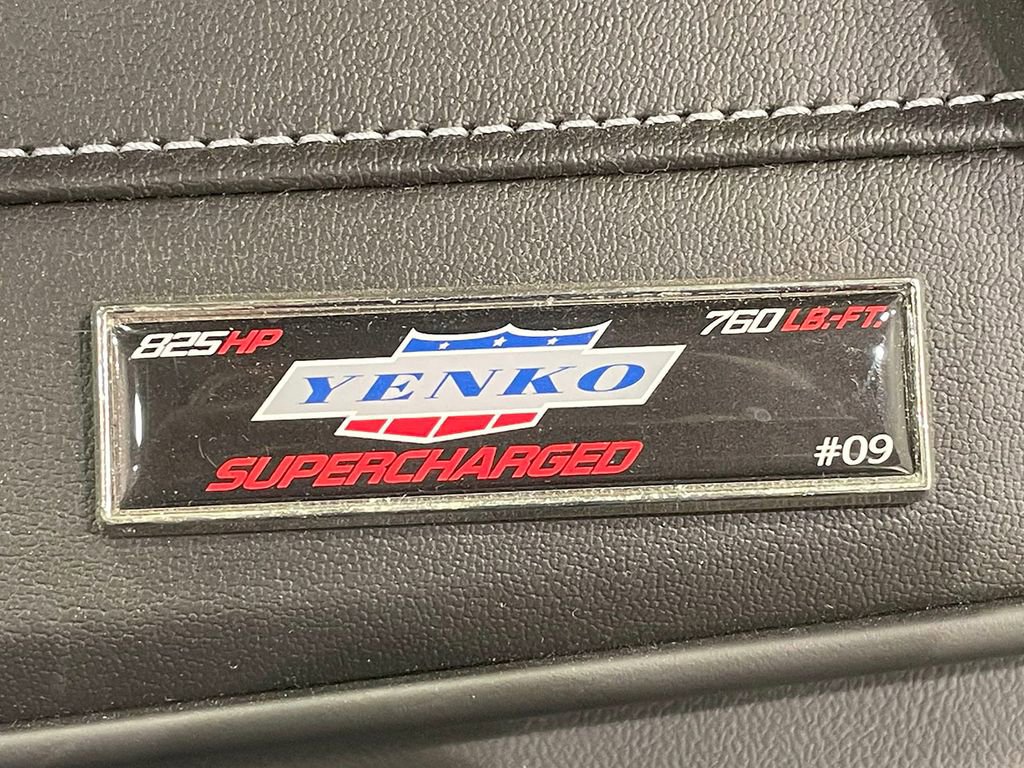 825HP
760 LB.-FT.
YENKO
SUPERCHARGED
#09